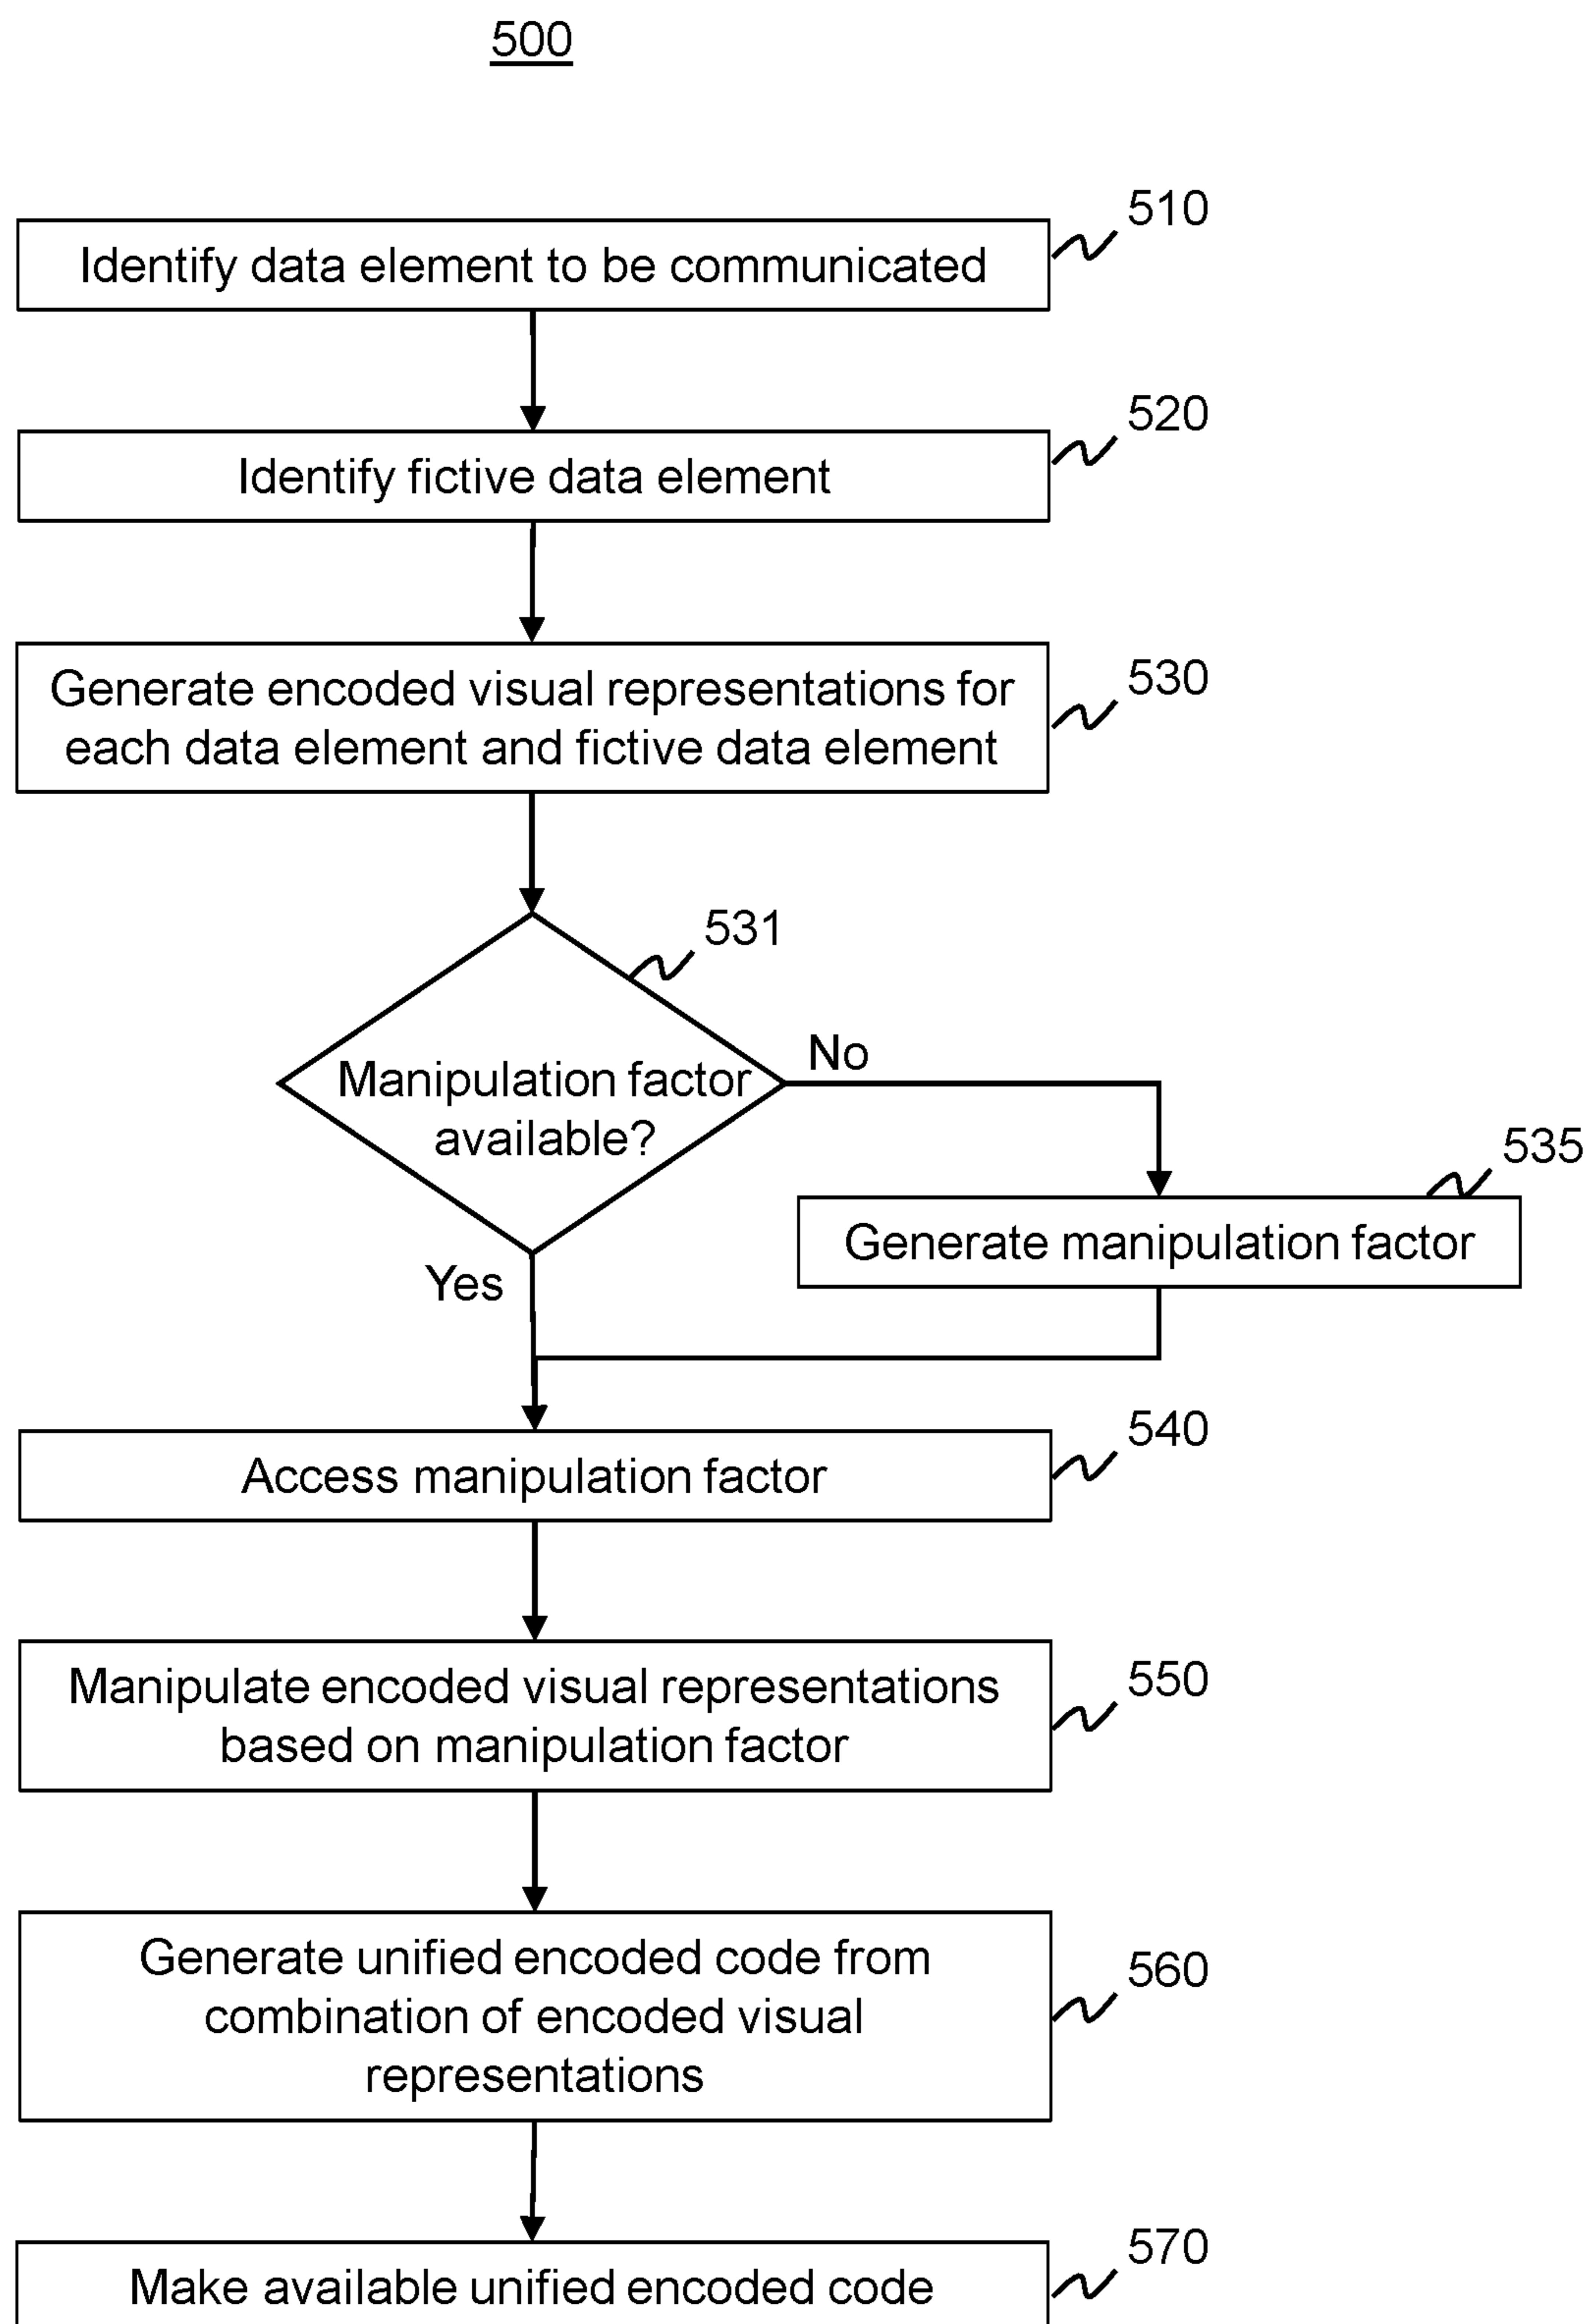 500
510
Identify data element to be communicated
520
Identify fictive data element
530
Generate encoded visual representations for
each data element and fictive data element
531
Manipulation factor
available?
No
535
Generate manipulation factor
Yes
540
Access manipulation factor
550
Manipulate encoded visual representations
based on manipulation factor
560
Generate unified encoded code from
combination of encoded visual
representations
570
Make available unified encoded code